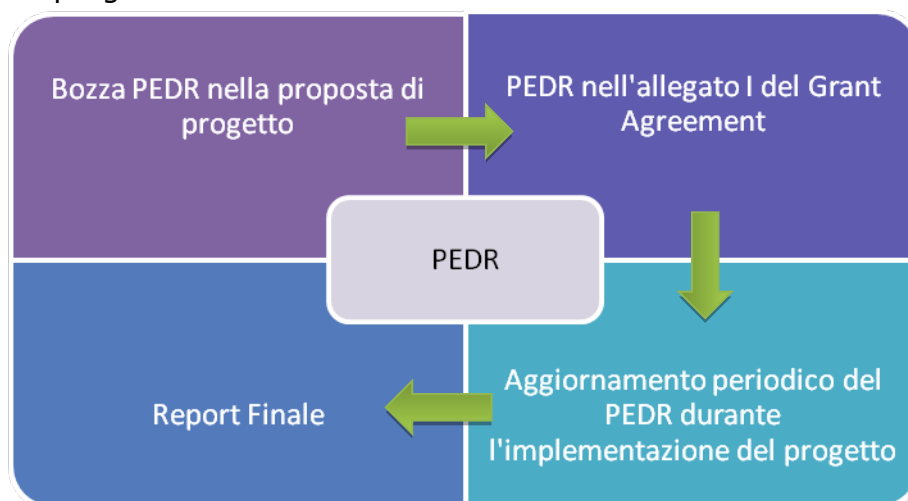 Bozza PEDR nella proposta di
progetto
PEDR nell'allegato I del Grant
Agreement
PEDR
Report Finale
Aggiornamento periodico del
PEDR durante
l'implementazione del progetto